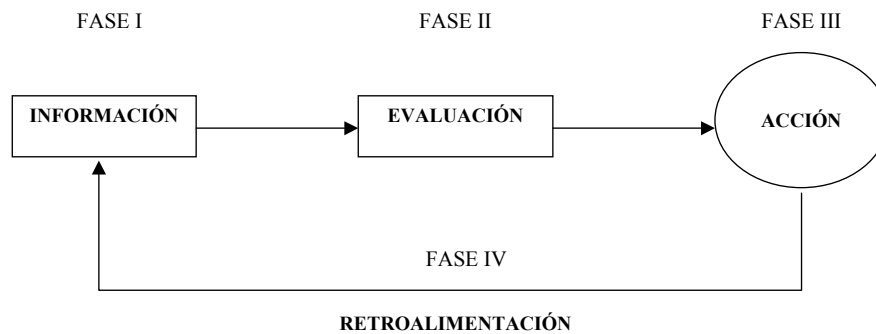 FASE I
FASE II
FASE III
INFORMACIÓN
EVALUACIÓN
ACCIÓN
FASE IV
RETROALIMENTACIÓN